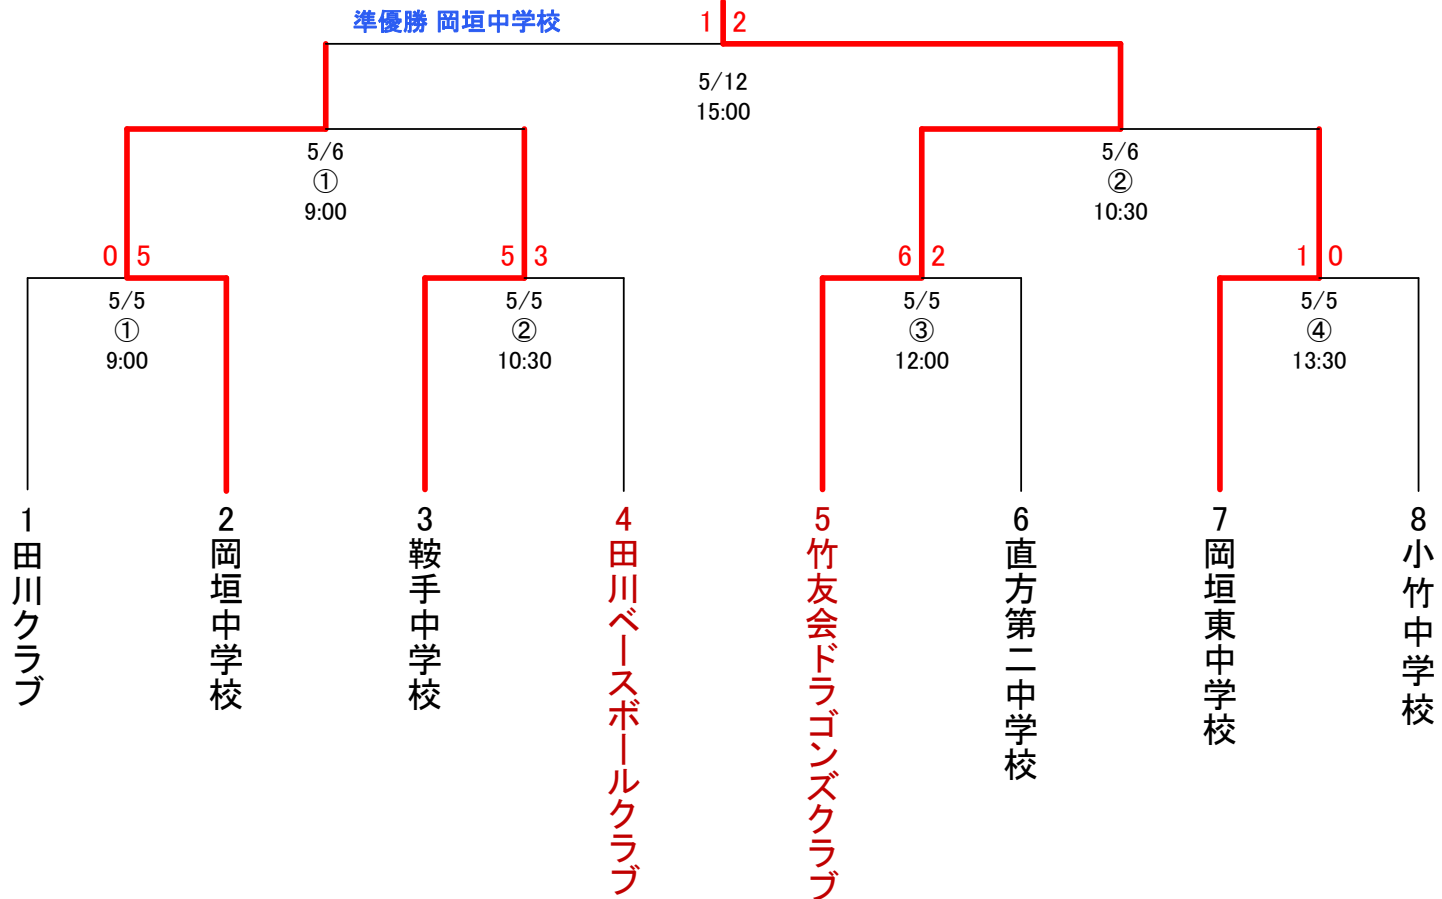 準優勝 岡垣中学校
1 2
5/12
15:00
5/6
①
9:00
5/6
②
10:30
0 5
5/5
①
9:00
5 3
5/5
②
10:30
6 2
5/5
③
12:00
1 0
5/5
④
13:30
1 田川クラブ
2 岡垣中学校
3 鞍手中学校
4 田川ベースボールクラブ
5 竹友会ドラゴンズクラブ
6 直方第二中学校
7 岡垣東中学校
8 小竹中学校